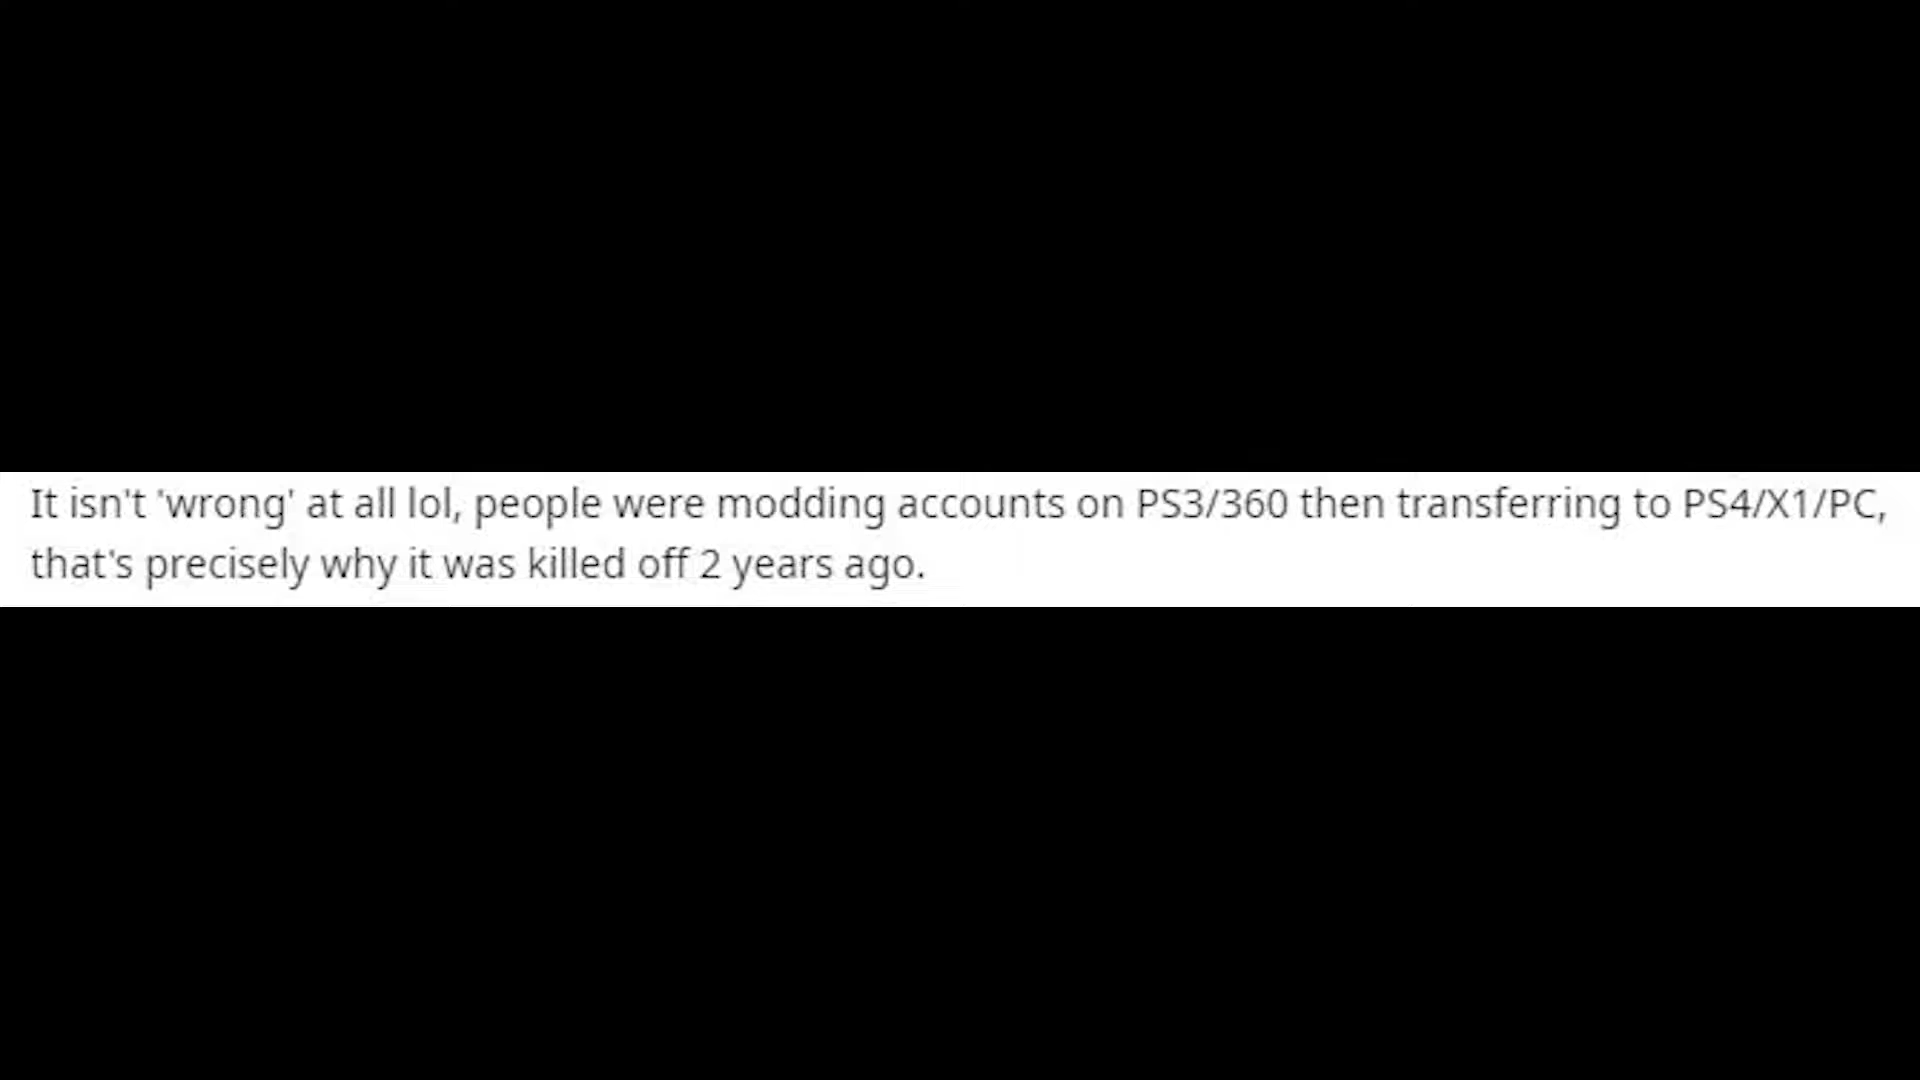 It isn't 'wrong' at all lol, people were modding accounts on PS3/360 then transferring to PS4/X1/PC,
that's precisely why it was killed off 2 years ago.